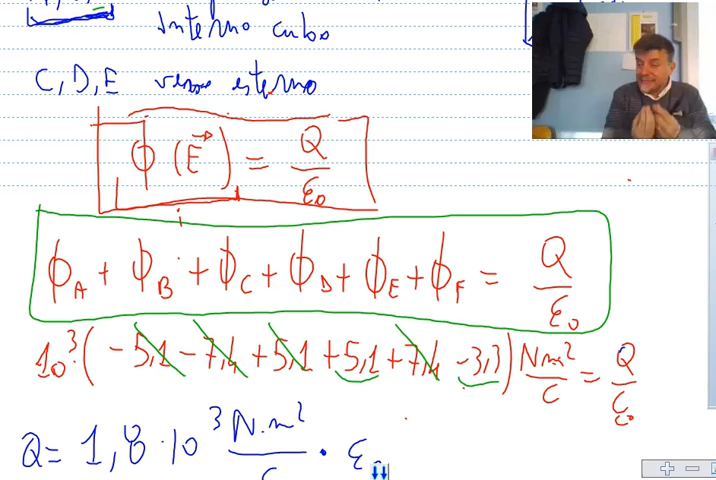 interno cubo
C, D, E verso esterno
Φ (E⃗) = Q/ε₀
ϕ_A + ϕ_B + ϕ_C + ϕ_D + ϕ_E + ϕ_F = Q/ε₀
10³ (− 5,1 − 7,4 + 5,1 + 5,1 + 7,4 − 3,3) N·m²/C = Q/ε₀
Q = 1,8 · 10³ N·m²/C · ε₀